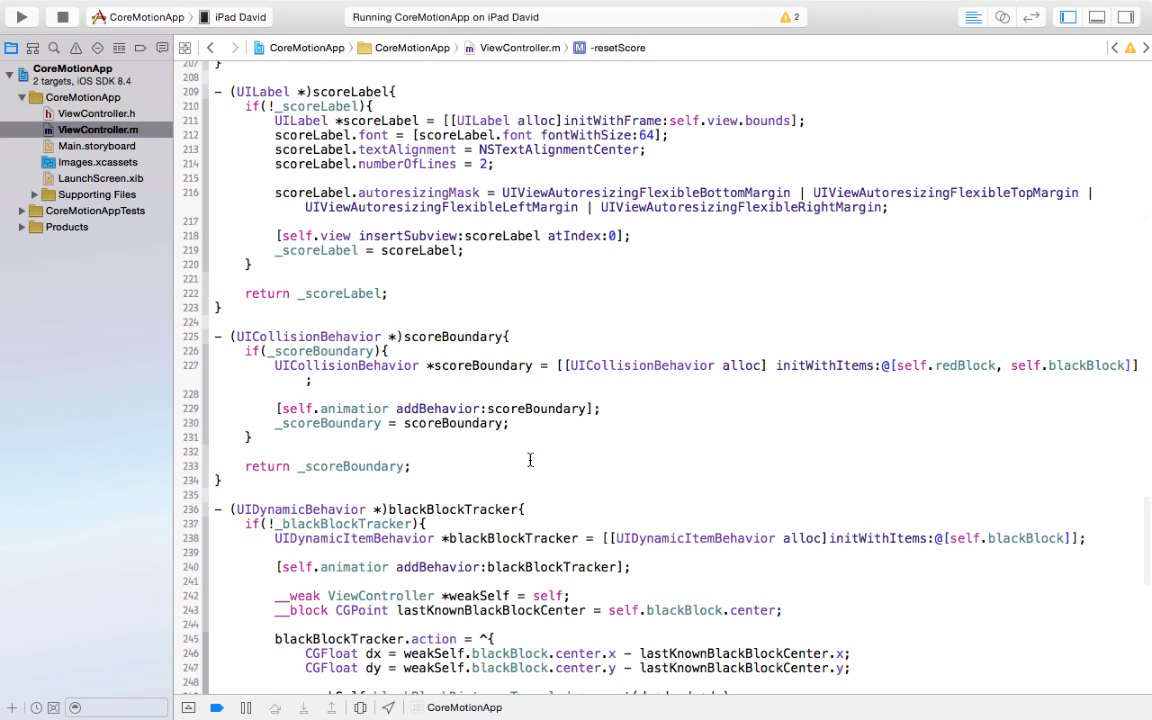 CoreMotionApp iPad David Running CoreMotionApp on iPad David 2
CoreMotionApp CoreMotionApp ViewController.m M -resetScore
CoreMotionApp
2 targets, iOS SDK 8.4
CoreMotionApp
ViewController.h
ViewController.m
Main.storyboard
Images.xcassets
LaunchScreen.xib
Supporting Files
CoreMotionAppTests
Products
207 }
208
209 - (UILabel *)scoreLabel{
210 if(!_scoreLabel){
211 UILabel *scoreLabel = [[UILabel alloc]initWithFrame:self.view.bounds];
212 scoreLabel.font = [scoreLabel.font fontWithSize:64];
213 scoreLabel.textAlignment = NSTextAlignmentCenter;
214 scoreLabel.numberOfLines = 2;
215
216 scoreLabel.autoresizingMask = UIViewAutoresizingFlexibleBottomMargin | UIViewAutoresizingFlexibleTopMargin |
UIViewAutoresizingFlexibleLeftMargin | UIViewAutoresizingFlexibleRightMargin;
217
218 [self.view insertSubview:scoreLabel atIndex:0];
219 _scoreLabel = scoreLabel;
220 }
221
222 return _scoreLabel;
223 }
224
225 - (UICollisionBehavior *)scoreBoundary{
226 if(_scoreBoundary){
227 UICollisionBehavior *scoreBoundary = [[UICollisionBehavior alloc] initWithItems:@[self.redBlock, self.blackBlock]]
;
228
229 [self.animatior addBehavior:scoreBoundary];
230 _scoreBoundary = scoreBoundary;
231 }
232
233 return _scoreBoundary;
234 }
235
236 - (UIDynamicBehavior *)blackBlockTracker{
237 if(!_blackBlockTracker){
238 UIDynamicItemBehavior *blackBlockTracker = [[UIDynamicItemBehavior alloc]initWithItems:@[self.blackBlock]];
239
240 [self.animatior addBehavior:blackBlockTracker];
241
242 __weak ViewController *weakSelf = self;
243 __block CGPoint lastKnownBlackBlockCenter = self.blackBlock.center;
244
245 blackBlockTracker.action = ^{
246 CGFloat dx = weakSelf.blackBlock.center.x - lastKnownBlackBlockCenter.x;
247 CGFloat dy = weakSelf.blackBlock.center.y - lastKnownBlackBlockCenter.y;
CoreMotionApp